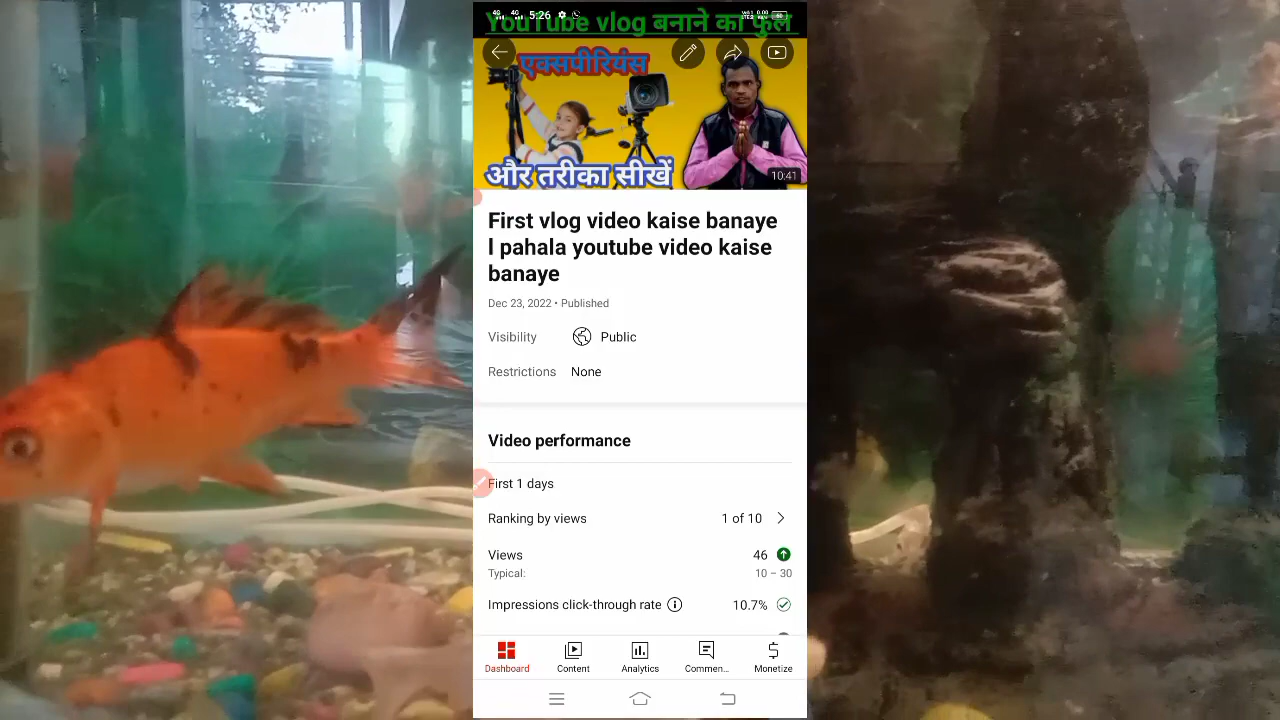 5:26
YouTube vlog बनाने का फुल
एक्सपीरियंस
और तरीका सीखें
10:41
First vlog video kaise banaye
l pahala youtube video kaise
banaye
Dec 23, 2022 • Published
Visibility Public
Restrictions None
Video performance
First 1 days
Ranking by views 1 of 10
Views 46
Typical: 10 – 30
Impressions click-through rate 10.7%
Dashboard Content Analytics Commen... Monetize